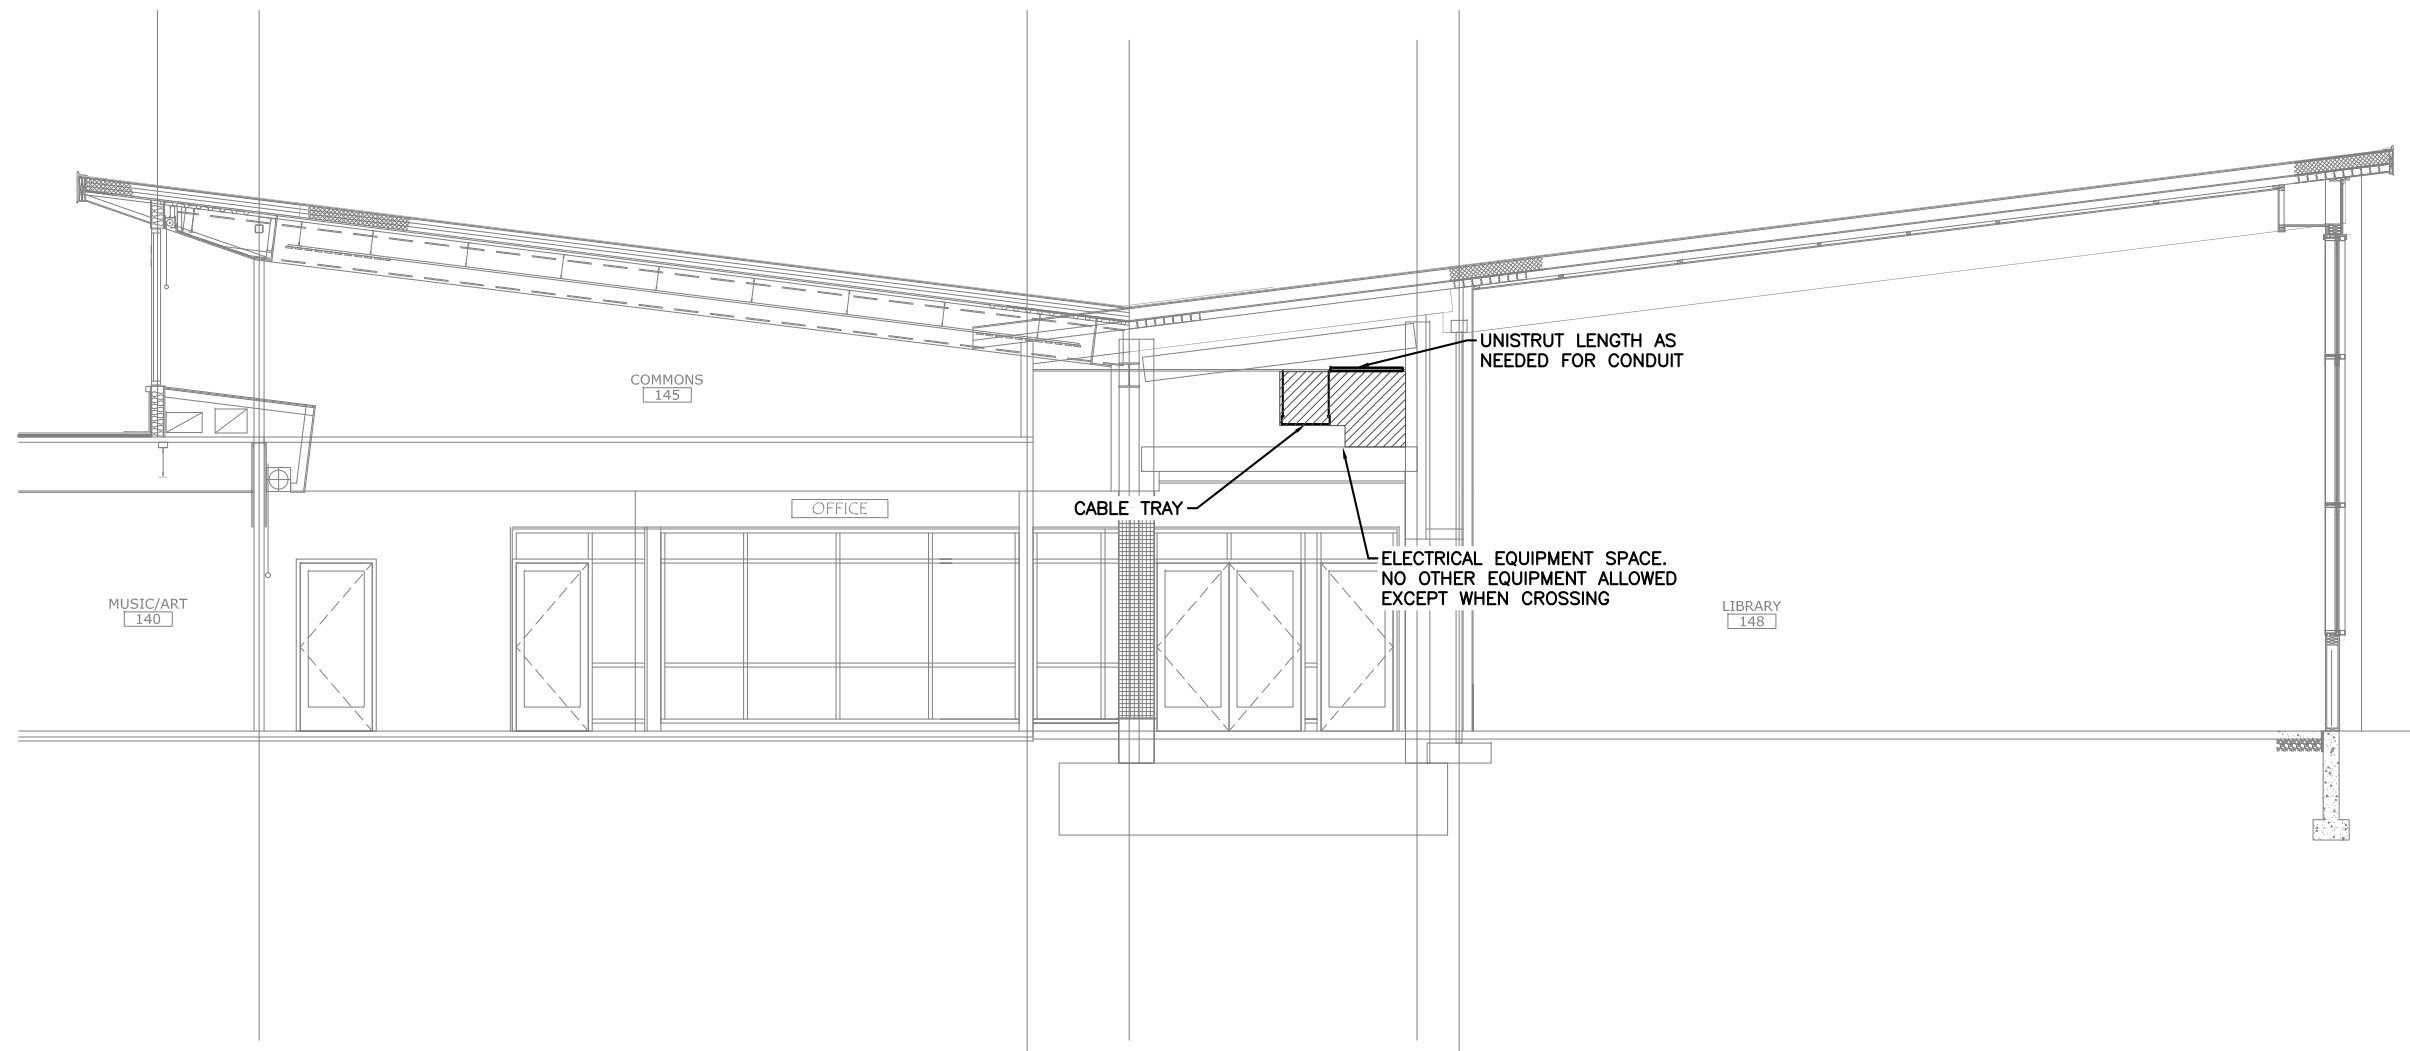 UNISTRUT LENGTH AS
NEEDED FOR CONDUIT
COMMONS
145
OFFICE
CABLE TRAY
ELECTRICAL EQUIPMENT SPACE.
NO OTHER EQUIPMENT ALLOWED
EXCEPT WHEN CROSSING
MUSIC/ART
140
LIBRARY
148